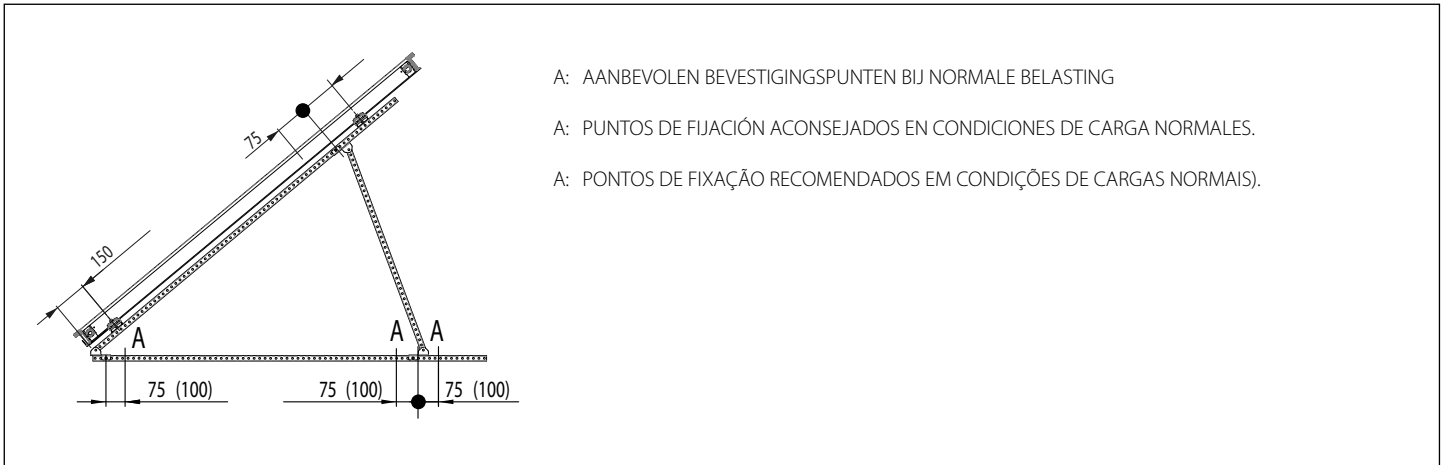 A: AANBEVOLEN BEVESTIGINGSPUNTEN BIJ NORMALE BELASTING
A: PUNTOS DE FIJACIÓN ACONSEJADOS EN CONDICIONES DE CARGA NORMALES.
A: PONTOS DE FIXAÇÃO RECOMENDADOS EM CONDIÇÕES DE CARGAS NORMAIS).
75
150
A
A A
75 (100)
75 (100)
75 (100)